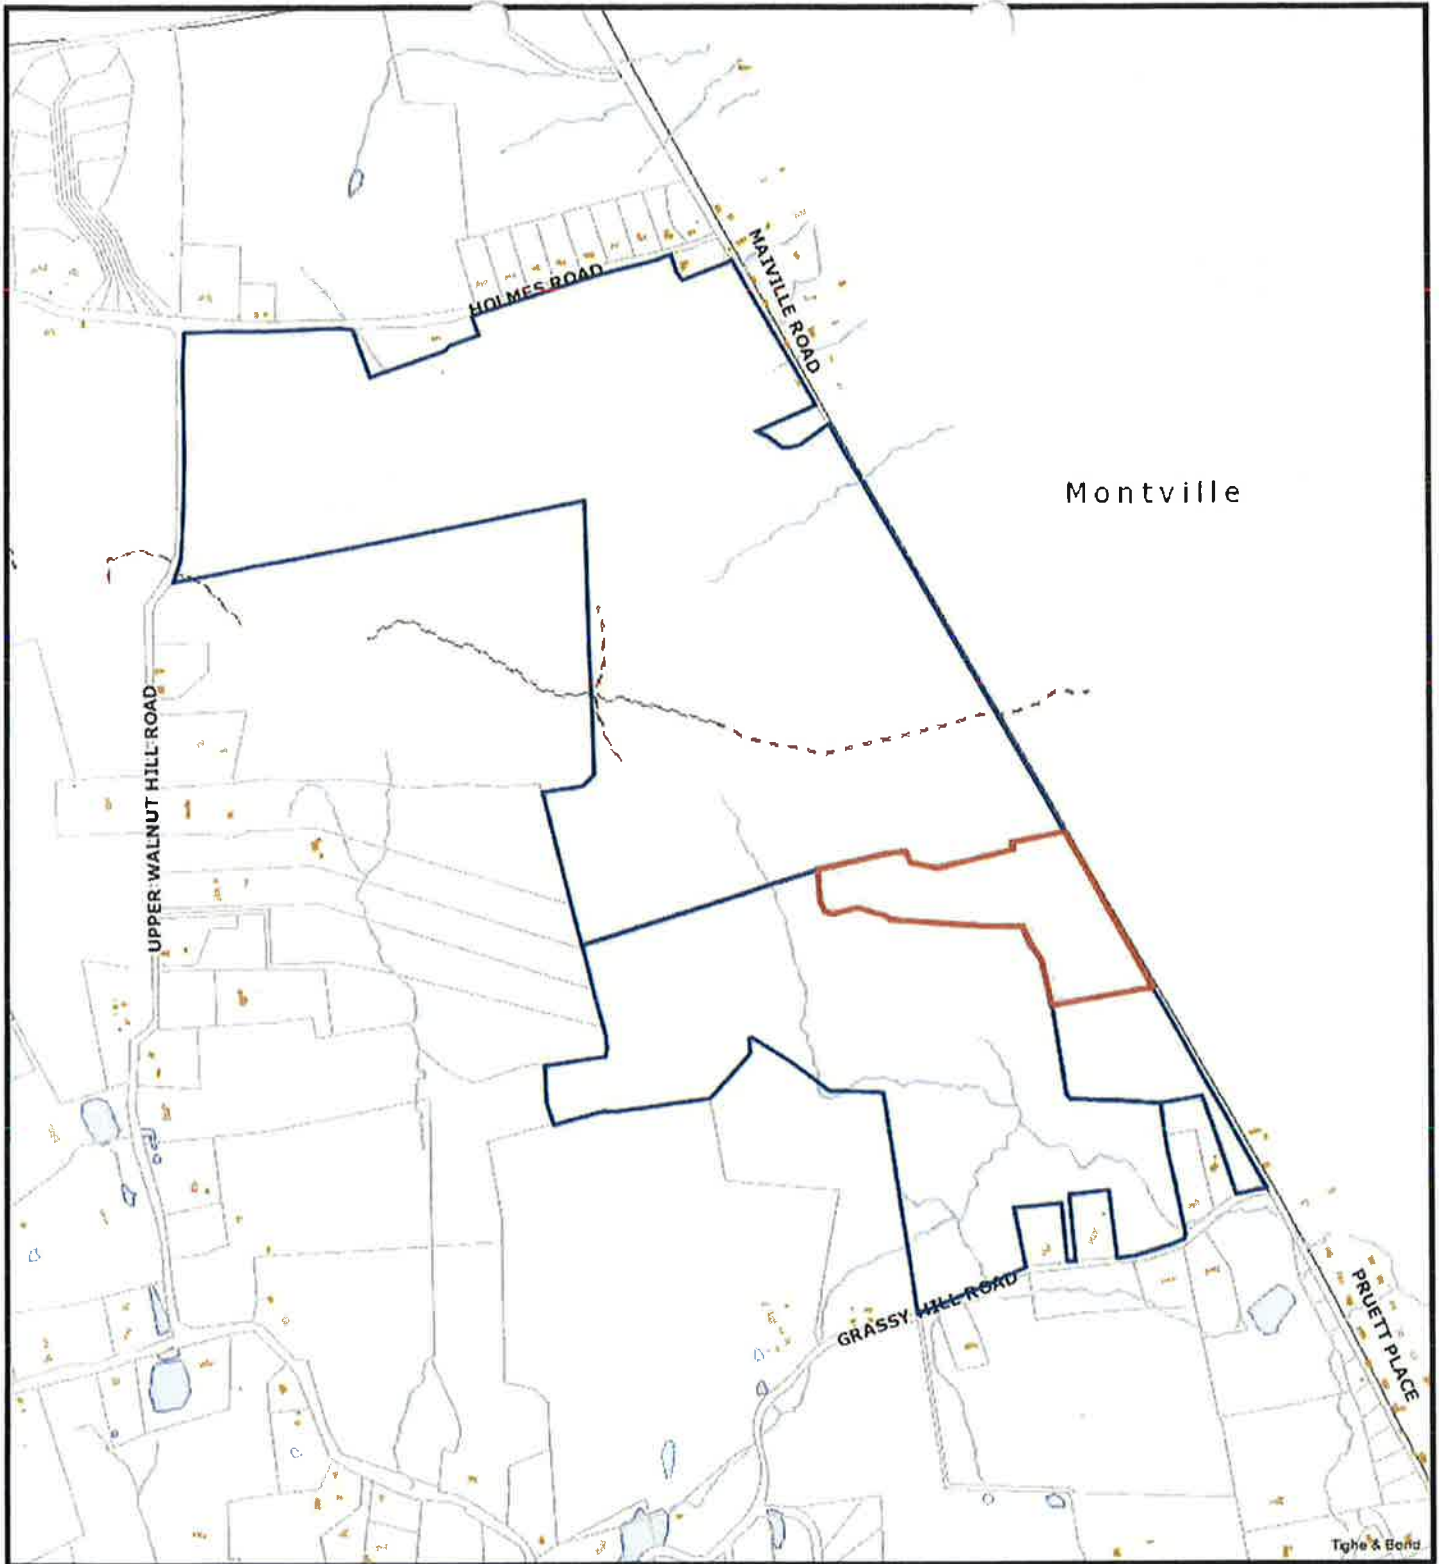 HOLMES ROAD
MAIVILLE ROAD
Montville
UPPER WALNUT HILL ROAD
GRASSY HILL ROAD
PRUETT PLACE
Tighe & Bond